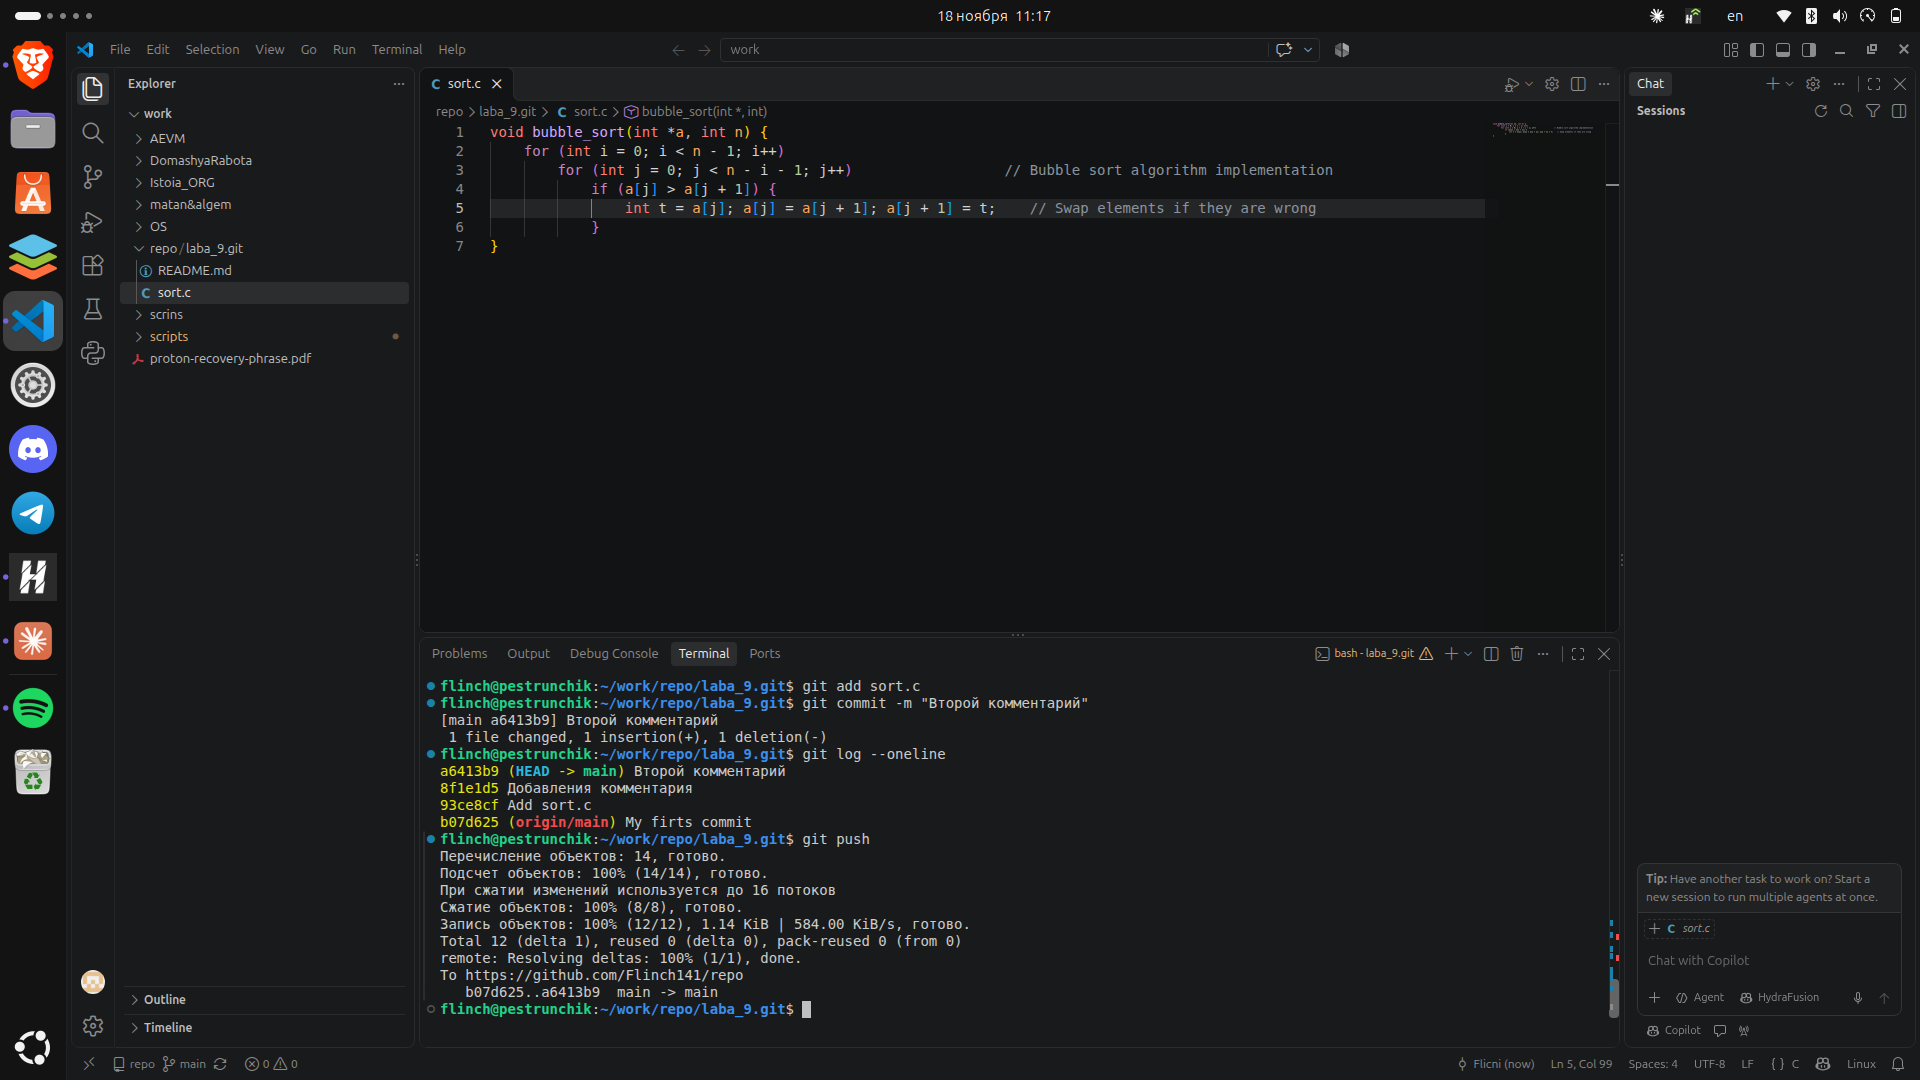 18 ноября 11:17
en
File Edit Selection View Go Run Terminal Help
work
Explorer
work
AEVM
DomashyaRabota
Istoia_ORG
matan&algem
OS
repo / laba_9.git
README.md
C sort.c
scrins
scripts
proton-recovery-phrase.pdf
Outline
Timeline
C sort.c
repo > laba_9.git > C sort.c > bubble_sort(int *, int)
1 void bubble_sort(int *a, int n) {
2 for (int i = 0; i < n - 1; i++)
3 for (int j = 0; j < n - i - 1; j++) // Bubble sort algorithm implementation
4 if (a[j] > a[j + 1]) {
5 int t = a[j]; a[j] = a[j + 1]; a[j + 1] = t; // Swap elements if they are wrong
6 }
7 }
Problems Output Debug Console Terminal Ports
bash - laba_9.git
flinch@pestrunchik:~/work/repo/laba_9.git$ git add sort.c
flinch@pestrunchik:~/work/repo/laba_9.git$ git commit -m "Второй комментарий"
[main a6413b9] Второй комментарий
1 file changed, 1 insertion(+), 1 deletion(-)
flinch@pestrunchik:~/work/repo/laba_9.git$ git log --oneline
a6413b9 (HEAD -> main) Второй комментарий
8f1e1d5 Добавления комментария
93ce8cf Add sort.c
b07d625 (origin/main) My firts commit
flinch@pestrunchik:~/work/repo/laba_9.git$ git push
Перечисление объектов: 14, готово.
Подсчет объектов: 100% (14/14), готово.
При сжатии изменений используется до 16 потоков
Сжатие объектов: 100% (8/8), готово.
Запись объектов: 100% (12/12), 1.14 KiB | 584.00 KiB/s, готово.
Total 12 (delta 1), reused 0 (delta 0), pack-reused 0 (from 0)
remote: Resolving deltas: 100% (1/1), done.
To https://github.com/Flinch141/repo
b07d625..a6413b9 main -> main
flinch@pestrunchik:~/work/repo/laba_9.git$
Chat
Sessions
Tip: Have another task to work on? Start a
new session to run multiple agents at once.
C sort.c
Chat with Copilot
Agent HydraFusion
Copilot
repo main 0 0
Flicni (now) Ln 5, Col 99 Spaces: 4 UTF-8 LF { } C Linux